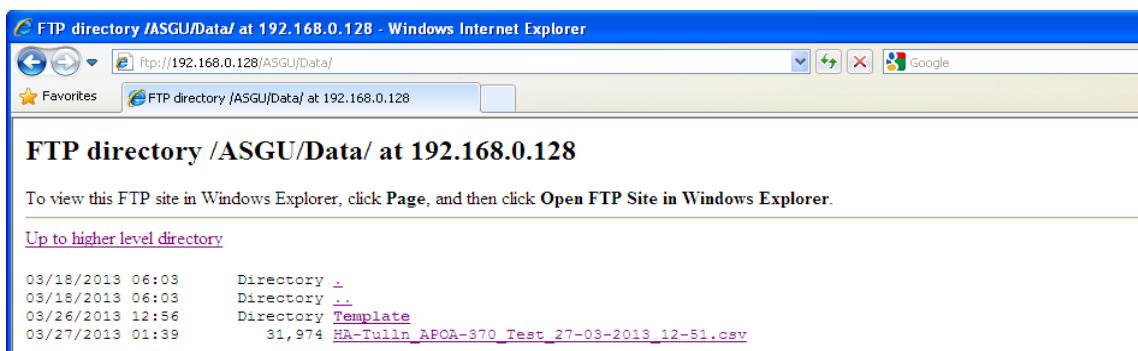 FTP directory /ASGU/Data/ at 192.168.0.128 - Windows Internet Explorer
ftp://192.168.0.128/ASGU/Data/
Google
Favorites
FTP directory /ASGU/Data/ at 192.168.0.128
FTP directory /ASGU/Data/ at 192.168.0.128
To view this FTP site in Windows Explorer, click Page, and then click Open FTP Site in Windows Explorer.
Up to higher level directory
03/18/2013 06:03 Directory .
03/18/2013 06:03 Directory ..
03/26/2013 12:56 Directory Template
03/27/2013 01:39 31,974 HA-Tulln_APOA-370_Test_27-03-2013_12-51.csv